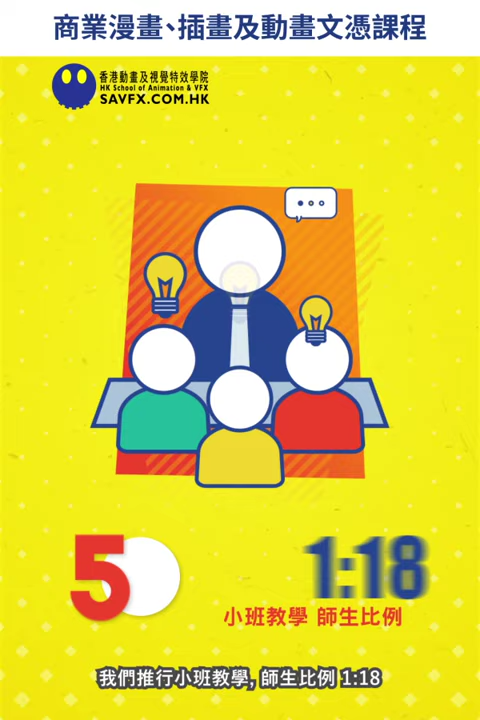 商業漫畫、插畫及動畫文憑課程
香港動畫及視覺特效學院
HK School of Animation & VFX
SAVFX.COM.HK
5
1:18
小班教學 師生比例
我們推行小班教學, 師生比例 1:18